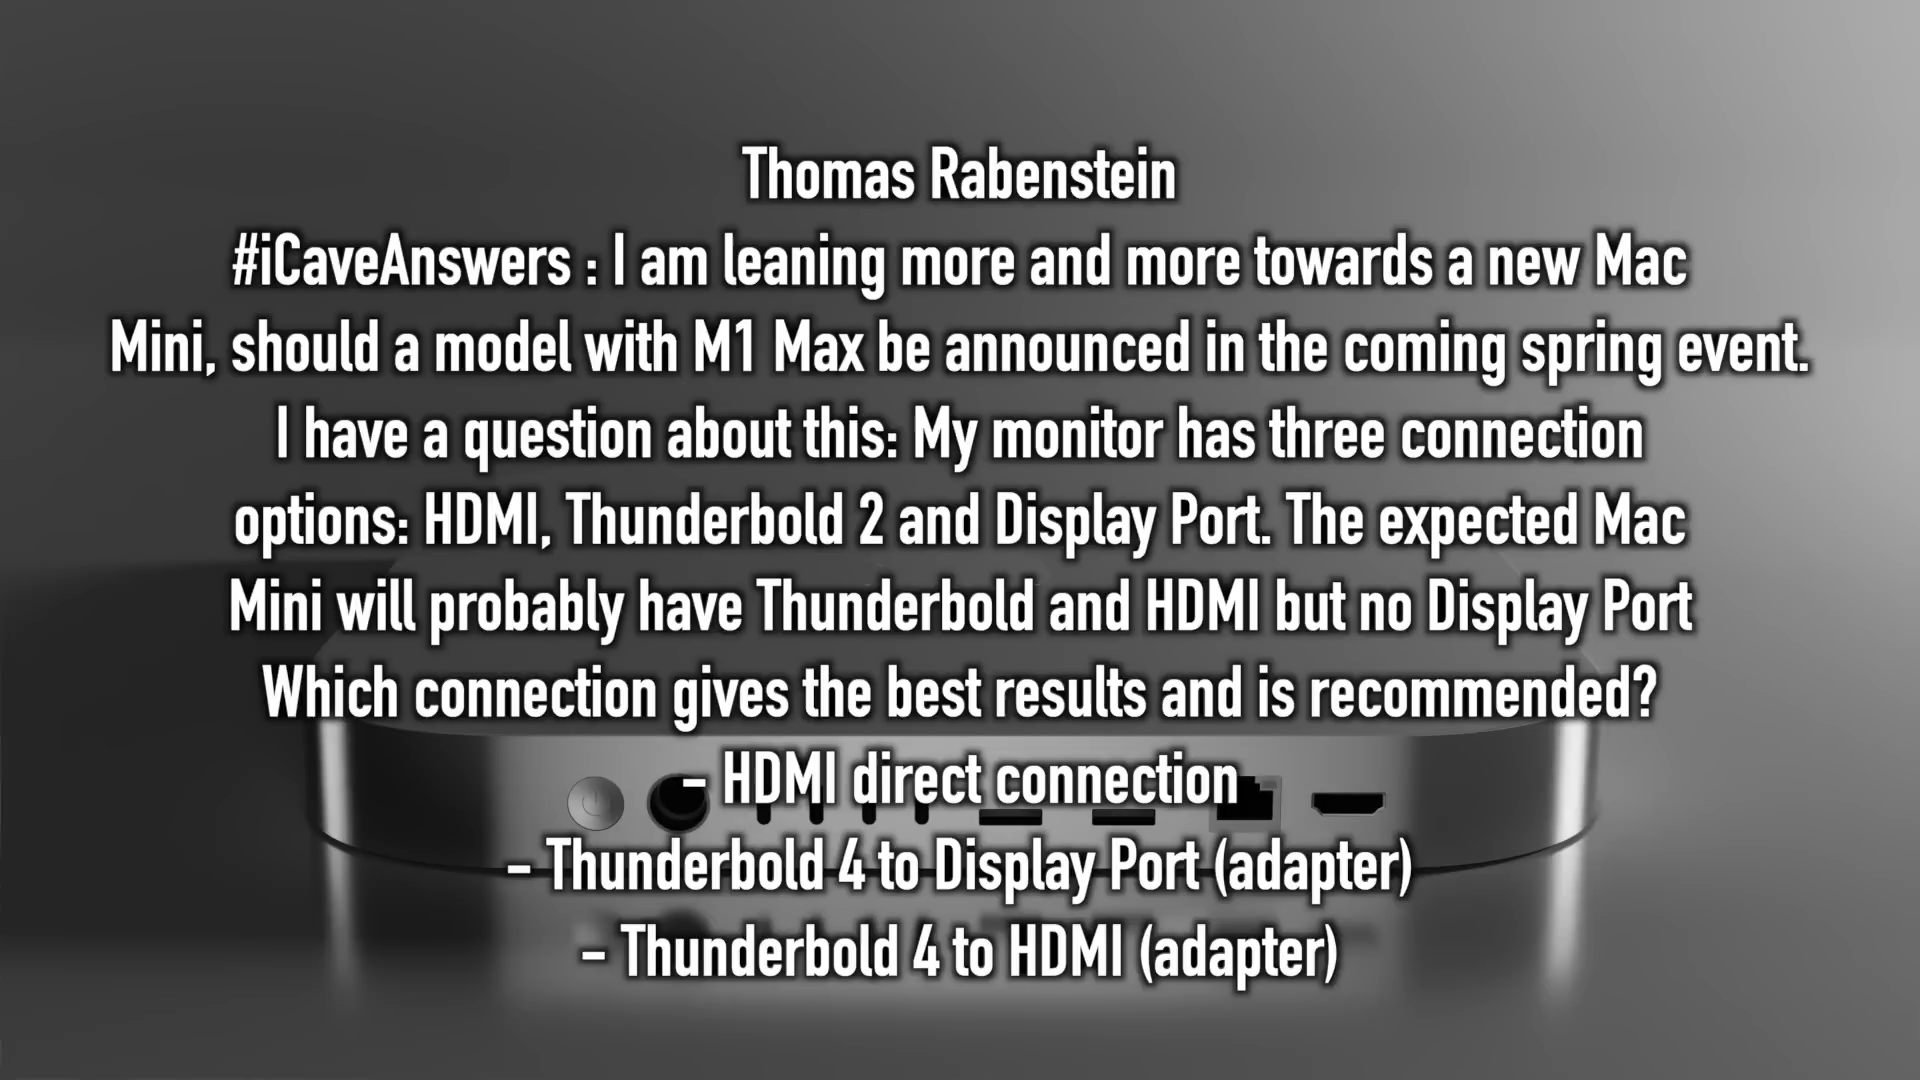 Thomas Rabenstein
#iCaveAnswers : I am leaning more and more towards a new Mac
Mini, should a model with M1 Max be announced in the coming spring event.
I have a question about this: My monitor has three connection
options: HDMI, Thunderbold 2 and Display Port. The expected Mac
Mini will probably have Thunderbold and HDMI but no Display Port
Which connection gives the best results and is recommended?
- HDMI direct connection
- Thunderbold 4 to Display Port (adapter)
- Thunderbold 4 to HDMI (adapter)